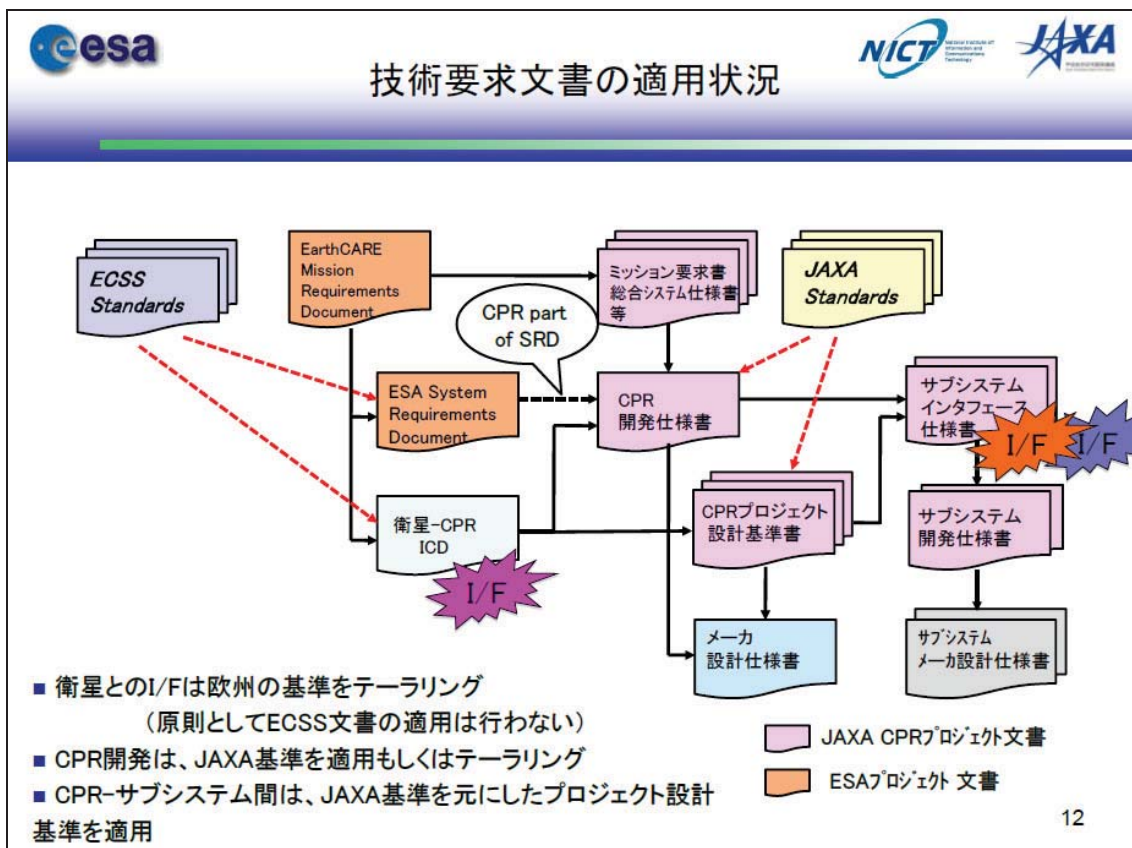 esa
NICT
National Institute of
Information and
Communications
Technology
JAXA
技術要求文書の適用状況
ECSS
Standards
EarthCARE
Mission
Requirements
Document
ミッション要求書
総合システム仕様書
等
JAXA
Standards
CPR part
of SRD
ESA System
Requirements
Document
CPR
開発仕様書
サブシステム
インタフェース
仕様書
I/F
I/F
衛星-CPR
ICD
I/F
CPRプロジェクト
設計基準書
サブシステム
開発仕様書
メーカ
設計仕様書
サブシステム
メーカ設計仕様書
■ 衛星とのI/Fは欧州の基準をテーラリング
(原則としてECSS文書の適用は行わない)
■ CPR開発は、JAXA基準を適用もしくはテーラリング
■ CPR-サブシステム間は、JAXA基準を元にしたプロジェクト設計
基準を適用
JAXA CPRプロジェクト文書
ESAプロジェクト 文書
12